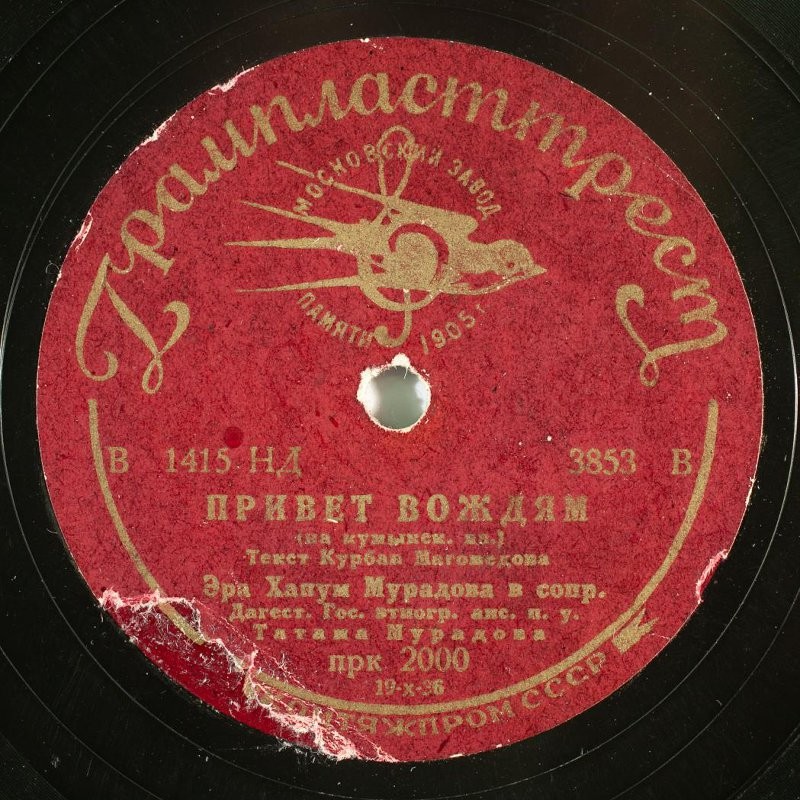 Грампласттрест
МОСКОВСКИЙ ЗАВОД
ПАМЯТИ 1905 г.
В 1415 НД 3853 В
ПРИВЕТ ВОЖДЯМ
(на кумыкск. яз.)
Текст Курбан Магомедова
Эра Ханум Мурадова в сопр.
Дагест. Гос. этногр. анс. п. у.
Татама Мурадова
прк 2000
19-х-36
ТЯЖПРОМ СССР